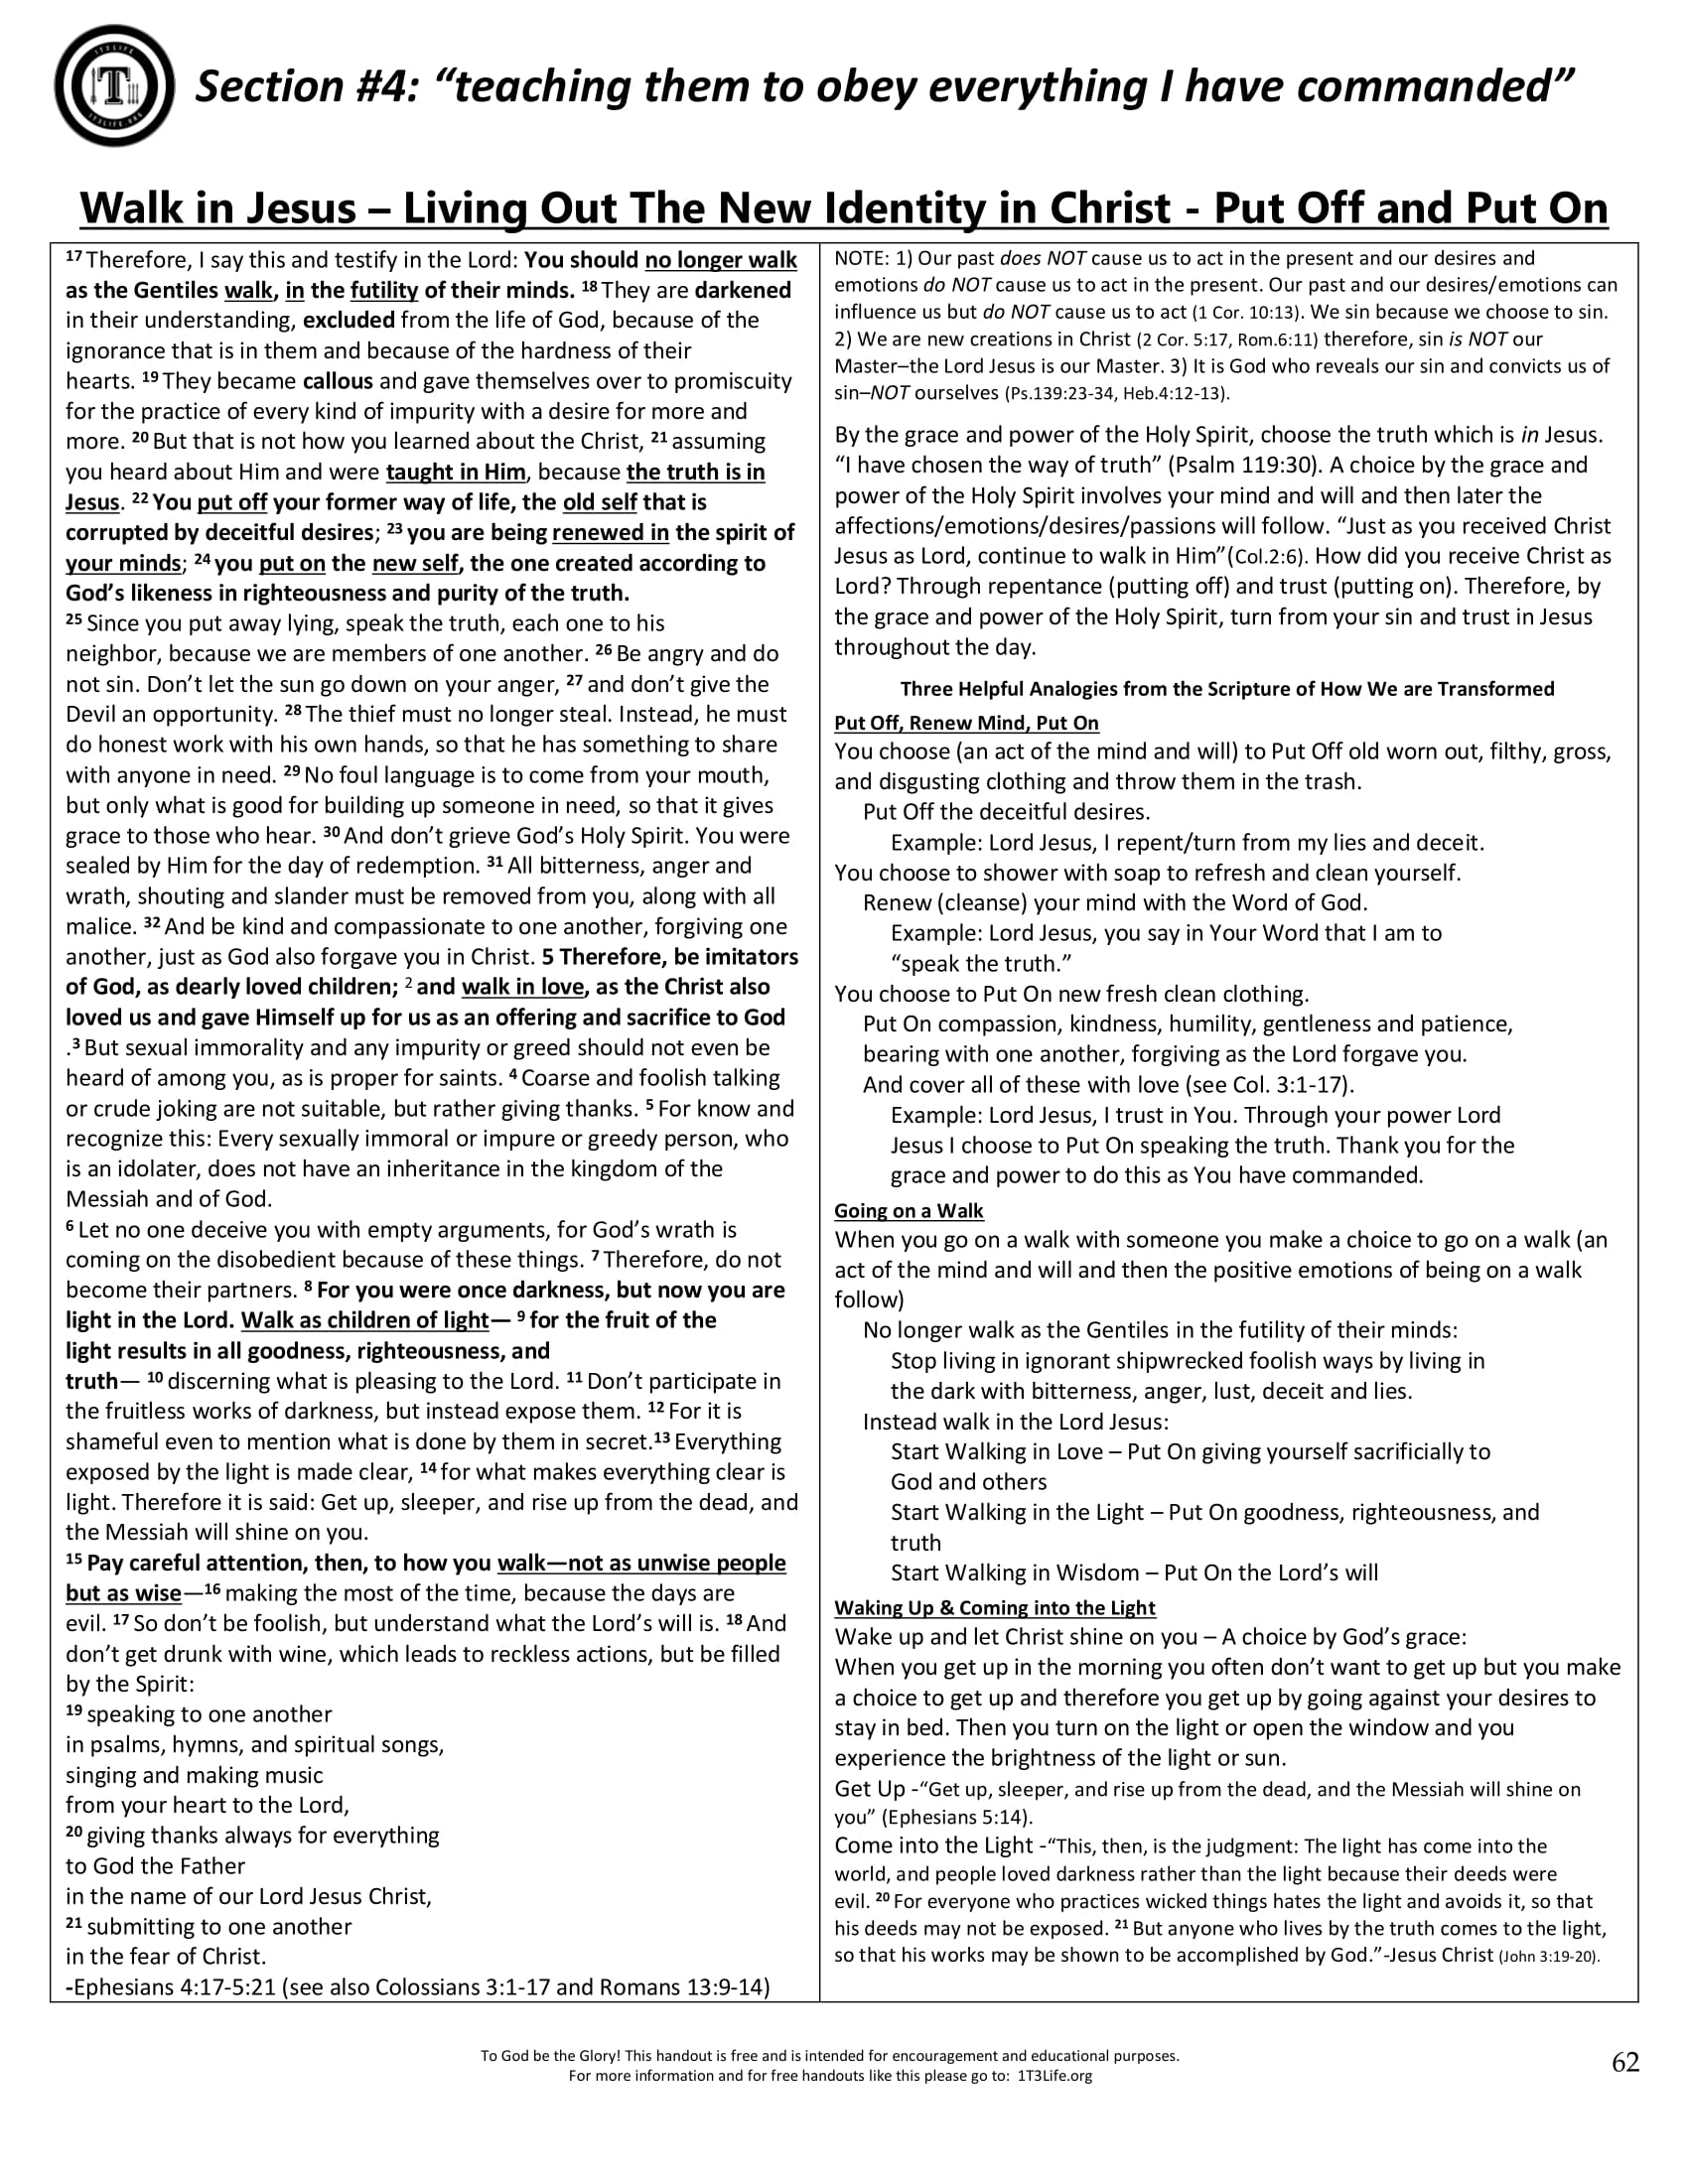 Section #4: “teaching them to obey everything I have commanded”
Walk in Jesus – Living Out The New Identity in Christ - Put Off and Put On
17 Therefore, I say this and testify in the Lord: You should no longer walk
as the Gentiles walk, in the futility of their minds. 18 They are darkened
in their understanding, excluded from the life of God, because of the
ignorance that is in them and because of the hardness of their
hearts. 19 They became callous and gave themselves over to promiscuity
for the practice of every kind of impurity with a desire for more and
more. 20 But that is not how you learned about the Christ, 21 assuming
you heard about Him and were taught in Him, because the truth is in
Jesus. 22 You put off your former way of life, the old self that is
corrupted by deceitful desires; 23 you are being renewed in the spirit of
your minds; 24 you put on the new self, the one created according to
God’s likeness in righteousness and purity of the truth.
25 Since you put away lying, speak the truth, each one to his
neighbor, because we are members of one another. 26 Be angry and do
not sin. Don’t let the sun go down on your anger, 27 and don’t give the
Devil an opportunity. 28 The thief must no longer steal. Instead, he must
do honest work with his own hands, so that he has something to share
with anyone in need. 29 No foul language is to come from your mouth,
but only what is good for building up someone in need, so that it gives
grace to those who hear. 30 And don’t grieve God’s Holy Spirit. You were
sealed by Him for the day of redemption. 31 All bitterness, anger and
wrath, shouting and slander must be removed from you, along with all
malice. 32 And be kind and compassionate to one another, forgiving one
another, just as God also forgave you in Christ. 5 Therefore, be imitators
of God, as dearly loved children; 2 and walk in love, as the Christ also
loved us and gave Himself up for us as an offering and sacrifice to God
.3 But sexual immorality and any impurity or greed should not even be
heard of among you, as is proper for saints. 4 Coarse and foolish talking
or crude joking are not suitable, but rather giving thanks. 5 For know and
recognize this: Every sexually immoral or impure or greedy person, who
is an idolater, does not have an inheritance in the kingdom of the
Messiah and of God.
6 Let no one deceive you with empty arguments, for God’s wrath is
coming on the disobedient because of these things. 7 Therefore, do not
become their partners. 8 For you were once darkness, but now you are
light in the Lord. Walk as children of light— 9 for the fruit of the
light results in all goodness, righteousness, and
truth— 10 discerning what is pleasing to the Lord. 11 Don’t participate in
the fruitless works of darkness, but instead expose them. 12 For it is
shameful even to mention what is done by them in secret.13 Everything
exposed by the light is made clear, 14 for what makes everything clear is
light. Therefore it is said: Get up, sleeper, and rise up from the dead, and
the Messiah will shine on you.
15 Pay careful attention, then, to how you walk—not as unwise people
but as wise—16 making the most of the time, because the days are
evil. 17 So don’t be foolish, but understand what the Lord’s will is. 18 And
don’t get drunk with wine, which leads to reckless actions, but be filled
by the Spirit:
19 speaking to one another
in psalms, hymns, and spiritual songs,
singing and making music
from your heart to the Lord,
20 giving thanks always for everything
to God the Father
in the name of our Lord Jesus Christ,
21 submitting to one another
in the fear of Christ.
-Ephesians 4:17-5:21 (see also Colossians 3:1-17 and Romans 13:9-14)
NOTE: 1) Our past does NOT cause us to act in the present and our desires and
emotions do NOT cause us to act in the present. Our past and our desires/emotions can
influence us but do NOT cause us to act (1 Cor. 10:13). We sin because we choose to sin.
2) We are new creations in Christ (2 Cor. 5:17, Rom.6:11) therefore, sin is NOT our
Master–the Lord Jesus is our Master. 3) It is God who reveals our sin and convicts us of
sin–NOT ourselves (Ps.139:23-34, Heb.4:12-13).
By the grace and power of the Holy Spirit, choose the truth which is in Jesus.
“I have chosen the way of truth” (Psalm 119:30). A choice by the grace and
power of the Holy Spirit involves your mind and will and then later the
affections/emotions/desires/passions will follow. “Just as you received Christ
Jesus as Lord, continue to walk in Him”(Col.2:6). How did you receive Christ as
Lord? Through repentance (putting off) and trust (putting on). Therefore, by
the grace and power of the Holy Spirit, turn from your sin and trust in Jesus
throughout the day.
Three Helpful Analogies from the Scripture of How We are Transformed
Put Off, Renew Mind, Put On
You choose (an act of the mind and will) to Put Off old worn out, filthy, gross,
and disgusting clothing and throw them in the trash.
Put Off the deceitful desires.
Example: Lord Jesus, I repent/turn from my lies and deceit.
You choose to shower with soap to refresh and clean yourself.
Renew (cleanse) your mind with the Word of God.
Example: Lord Jesus, you say in Your Word that I am to
“speak the truth.”
You choose to Put On new fresh clean clothing.
Put On compassion, kindness, humility, gentleness and patience,
bearing with one another, forgiving as the Lord forgave you.
And cover all of these with love (see Col. 3:1-17).
Example: Lord Jesus, I trust in You. Through your power Lord
Jesus I choose to Put On speaking the truth. Thank you for the
grace and power to do this as You have commanded.
Going on a Walk
When you go on a walk with someone you make a choice to go on a walk (an
act of the mind and will and then the positive emotions of being on a walk
follow)
No longer walk as the Gentiles in the futility of their minds:
Stop living in ignorant shipwrecked foolish ways by living in
the dark with bitterness, anger, lust, deceit and lies.
Instead walk in the Lord Jesus:
Start Walking in Love – Put On giving yourself sacrificially to
God and others
Start Walking in the Light – Put On goodness, righteousness, and
truth
Start Walking in Wisdom – Put On the Lord’s will
Waking Up & Coming into the Light
Wake up and let Christ shine on you – A choice by God’s grace:
When you get up in the morning you often don’t want to get up but you make
a choice to get up and therefore you get up by going against your desires to
stay in bed. Then you turn on the light or open the window and you
experience the brightness of the light or sun.
Get Up -“Get up, sleeper, and rise up from the dead, and the Messiah will shine on
you” (Ephesians 5:14).
Come into the Light -“This, then, is the judgment: The light has come into the
world, and people loved darkness rather than the light because their deeds were
evil. 20 For everyone who practices wicked things hates the light and avoids it, so that
his deeds may not be exposed. 21 But anyone who lives by the truth comes to the light,
so that his works may be shown to be accomplished by God.”-Jesus Christ (John 3:19-20).
To God be the Glory! This handout is free and is intended for encouragement and educational purposes.
For more information and for free handouts like this please go to: 1T3Life.org
62
T
1T3LIFE
1T3LIFE.ORG